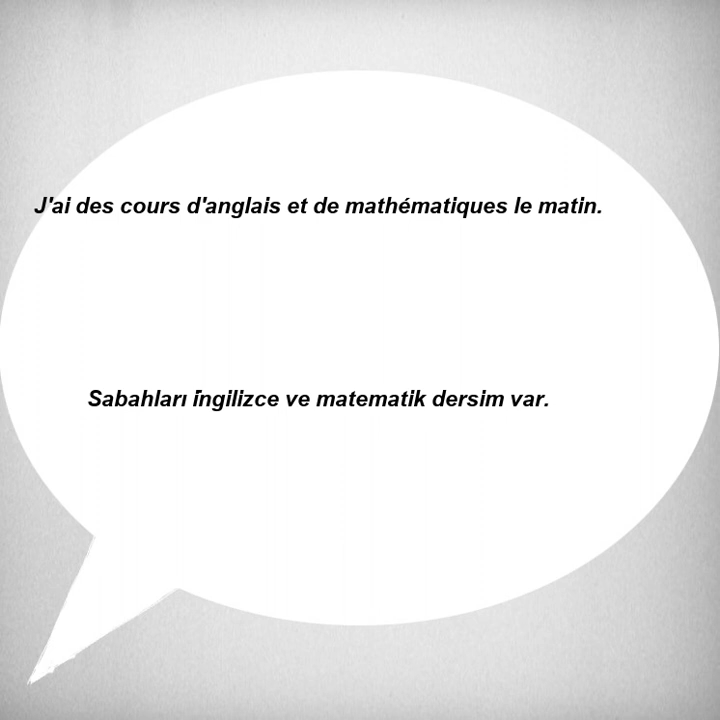 J'ai des cours d'anglais et de mathématiques le matin.
Sabahları i̇ngilizce ve matematik dersim var.